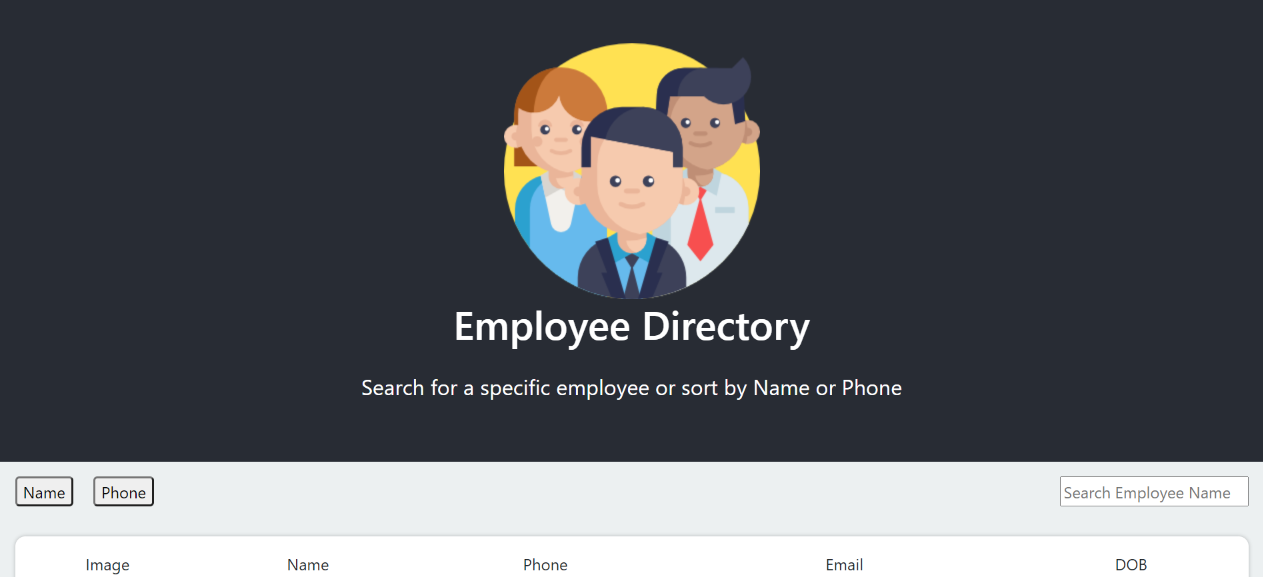 Employee Directory
Search for a specific employee or sort by Name or Phone
Name Phone Search Employee Name
Image Name Phone Email DOB